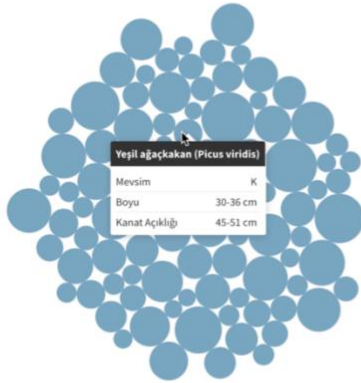 Yeşil ağaçkakan (Picus viridis)
Mevsim K
Boyu 30-36 cm
Kanat Açıklığı 45-51 cm